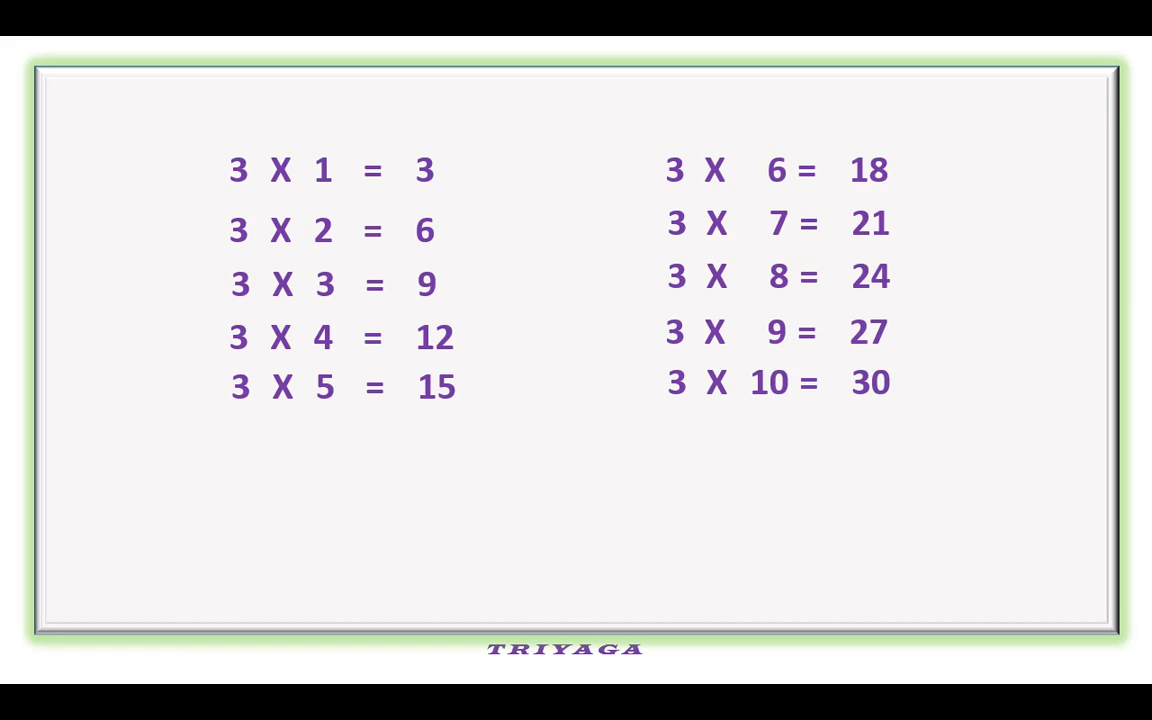 3 X 1 = 3
3 X 2 = 6
3 X 3 = 9
3 X 4 = 12
3 X 5 = 15
3 X 6 = 18
3 X 7 = 21
3 X 8 = 24
3 X 9 = 27
3 X 10 = 30
TRIYAGA